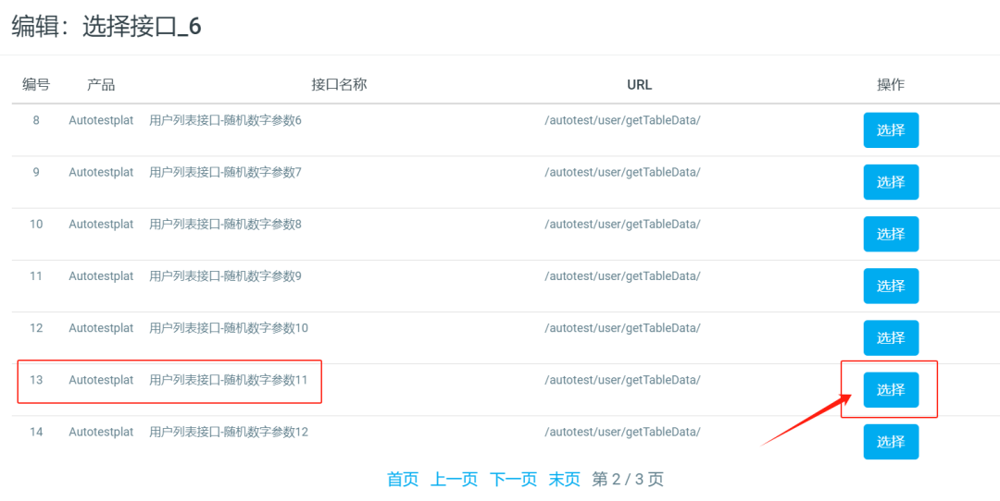 编辑：选择接口_6
编号 产品 接口名称 URL 操作
8 Autotestplat 用户列表接口-随机数字参数6 /autotest/user/getTableData/ 选择
9 Autotestplat 用户列表接口-随机数字参数7 /autotest/user/getTableData/ 选择
10 Autotestplat 用户列表接口-随机数字参数8 /autotest/user/getTableData/ 选择
11 Autotestplat 用户列表接口-随机数字参数9 /autotest/user/getTableData/ 选择
12 Autotestplat 用户列表接口-随机数字参数10 /autotest/user/getTableData/ 选择
13 Autotestplat 用户列表接口-随机数字参数11 /autotest/user/getTableData/ 选择
14 Autotestplat 用户列表接口-随机数字参数12 /autotest/user/getTableData/ 选择
首页 上一页 下一页 末页 第 2 / 3 页